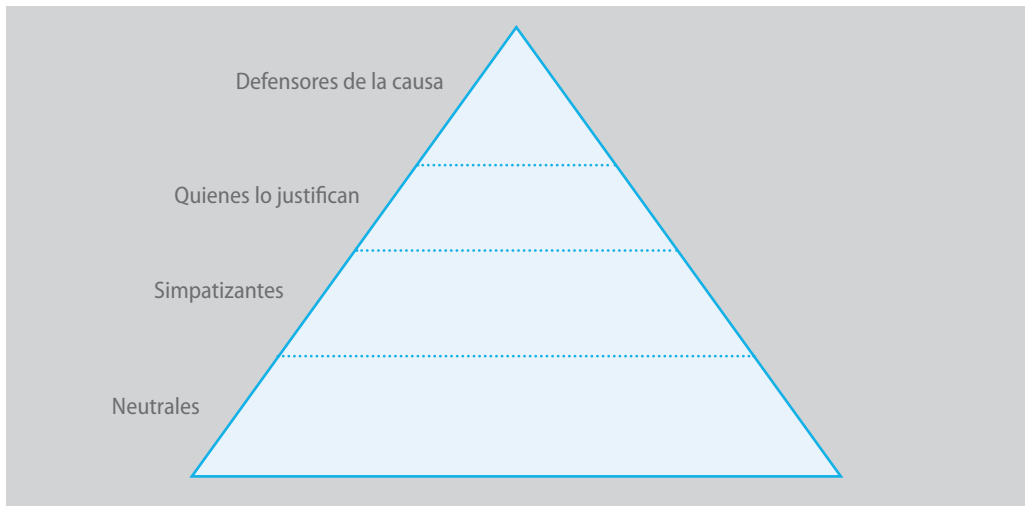 Defensores de la causa
Quienes lo justifican
Simpatizantes
Neutrales